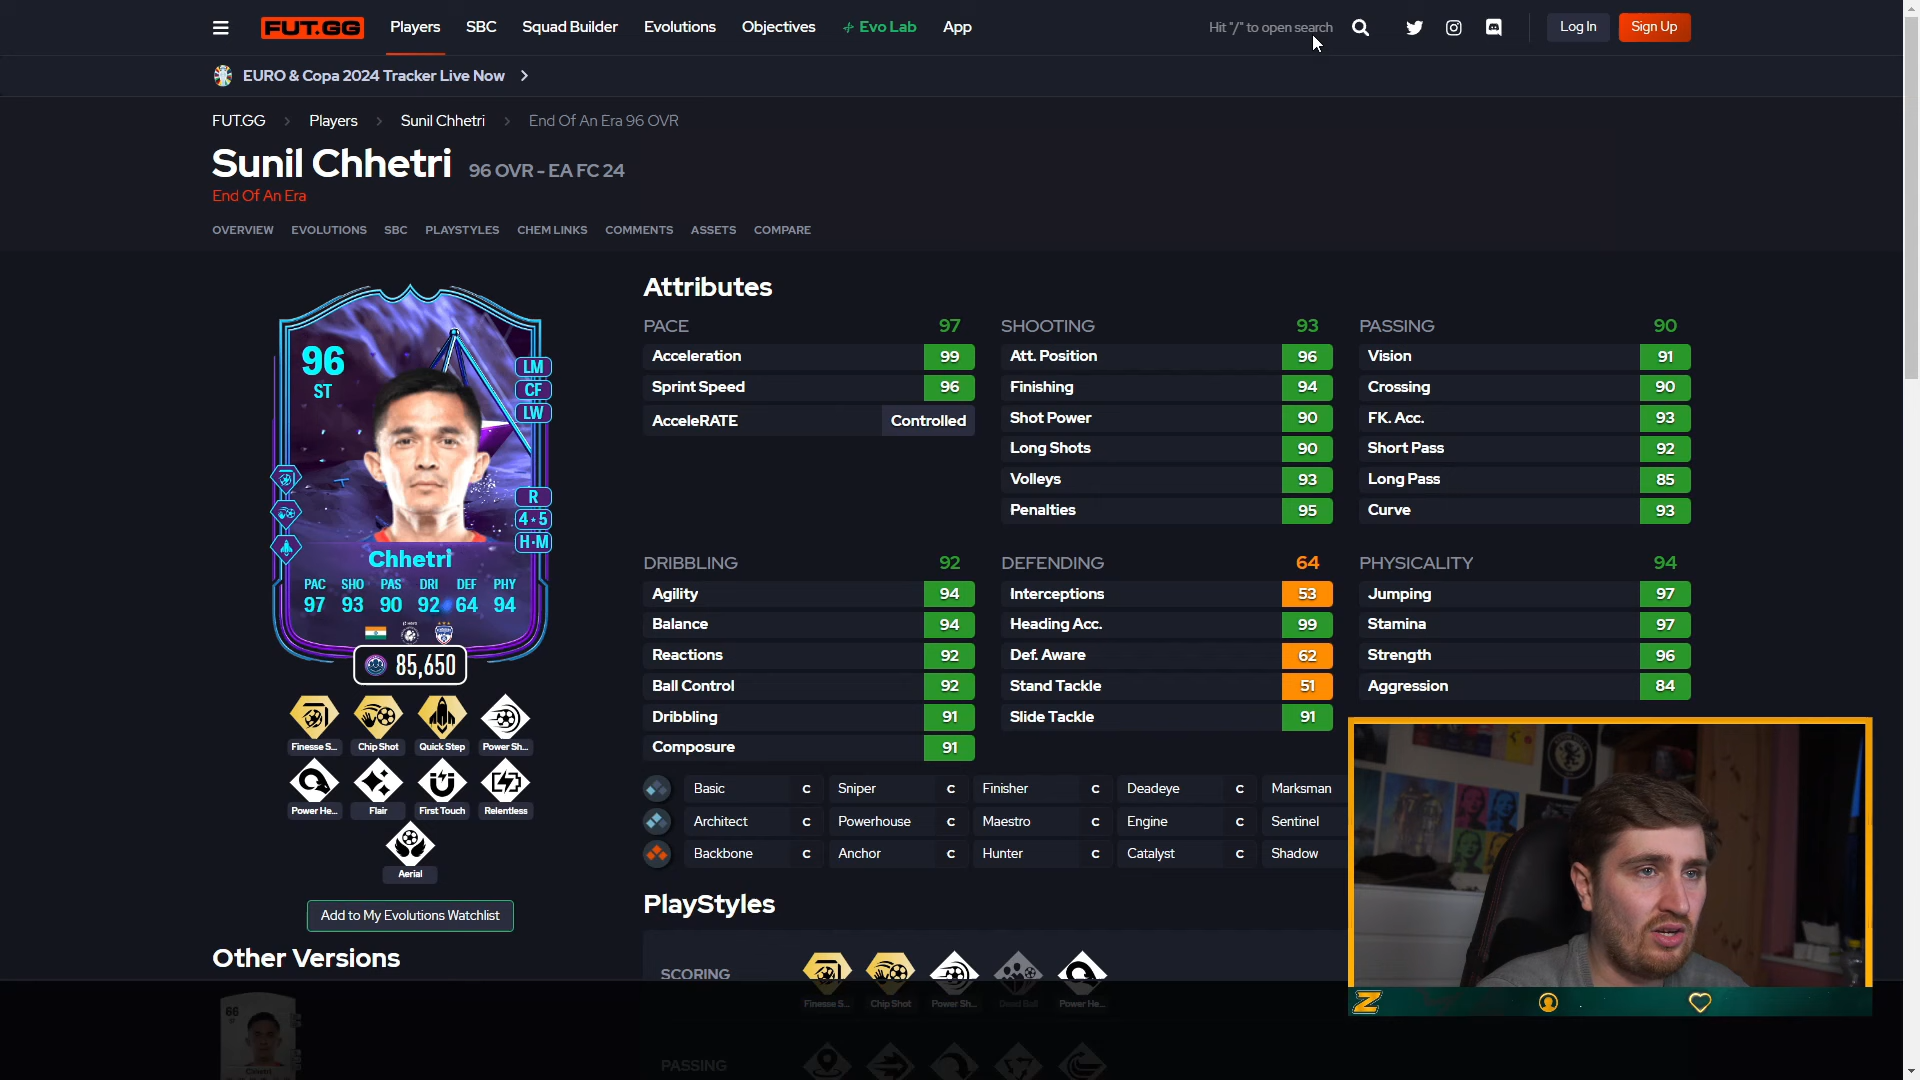 FUT.GG
Players
SBC
Squad Builder
Evolutions
Objectives
Evo Lab
App
Hit "/" to open search
Log In
Sign Up
EURO & Copa 2024 Tracker Live Now
FUT.GG > Players > Sunil Chhetri > End Of An Era 96 OVR
Sunil Chhetri 96 OVR - EA FC 24
End Of An Era
OVERVIEW EVOLUTIONS SBC PLAYSTYLES CHEM LINKS COMMENTS ASSETS COMPARE
96
ST
LM
CF
LW
R
4★5
H·M
Chhetri
PAC SHO PAS DRI DEF PHY
97 93 90 92 64 94
85,650
Finesse S... Chip Shot Quick Step Power Sh...
Power He... Flair First Touch Relentless
Aerial
Add to My Evolutions Watchlist
Other Versions
66
Attributes
PACE 97
Acceleration 99
Sprint Speed 96
AcceleRATE Controlled
SHOOTING 93
Att. Position 96
Finishing 94
Shot Power 90
Long Shots 90
Volleys 93
Penalties 95
PASSING 90
Vision 91
Crossing 90
FK. Acc. 93
Short Pass 92
Long Pass 85
Curve 93
DRIBBLING 92
Agility 94
Balance 94
Reactions 92
Ball Control 92
Dribbling 91
Composure 91
DEFENDING 64
Interceptions 53
Heading Acc. 99
Def. Aware 62
Stand Tackle 51
Slide Tackle 91
PHYSICALITY 94
Jumping 97
Stamina 97
Strength 96
Aggression 84
Basic C Sniper C Finisher C Deadeye C Marksman
Architect C Powerhouse C Maestro C Engine C Sentinel
Backbone C Anchor C Hunter C Catalyst C Shadow
PlayStyles
SCORING
Finesse S... Chip Shot Power Sh... Dead Ball Power He...
PASSING
Z